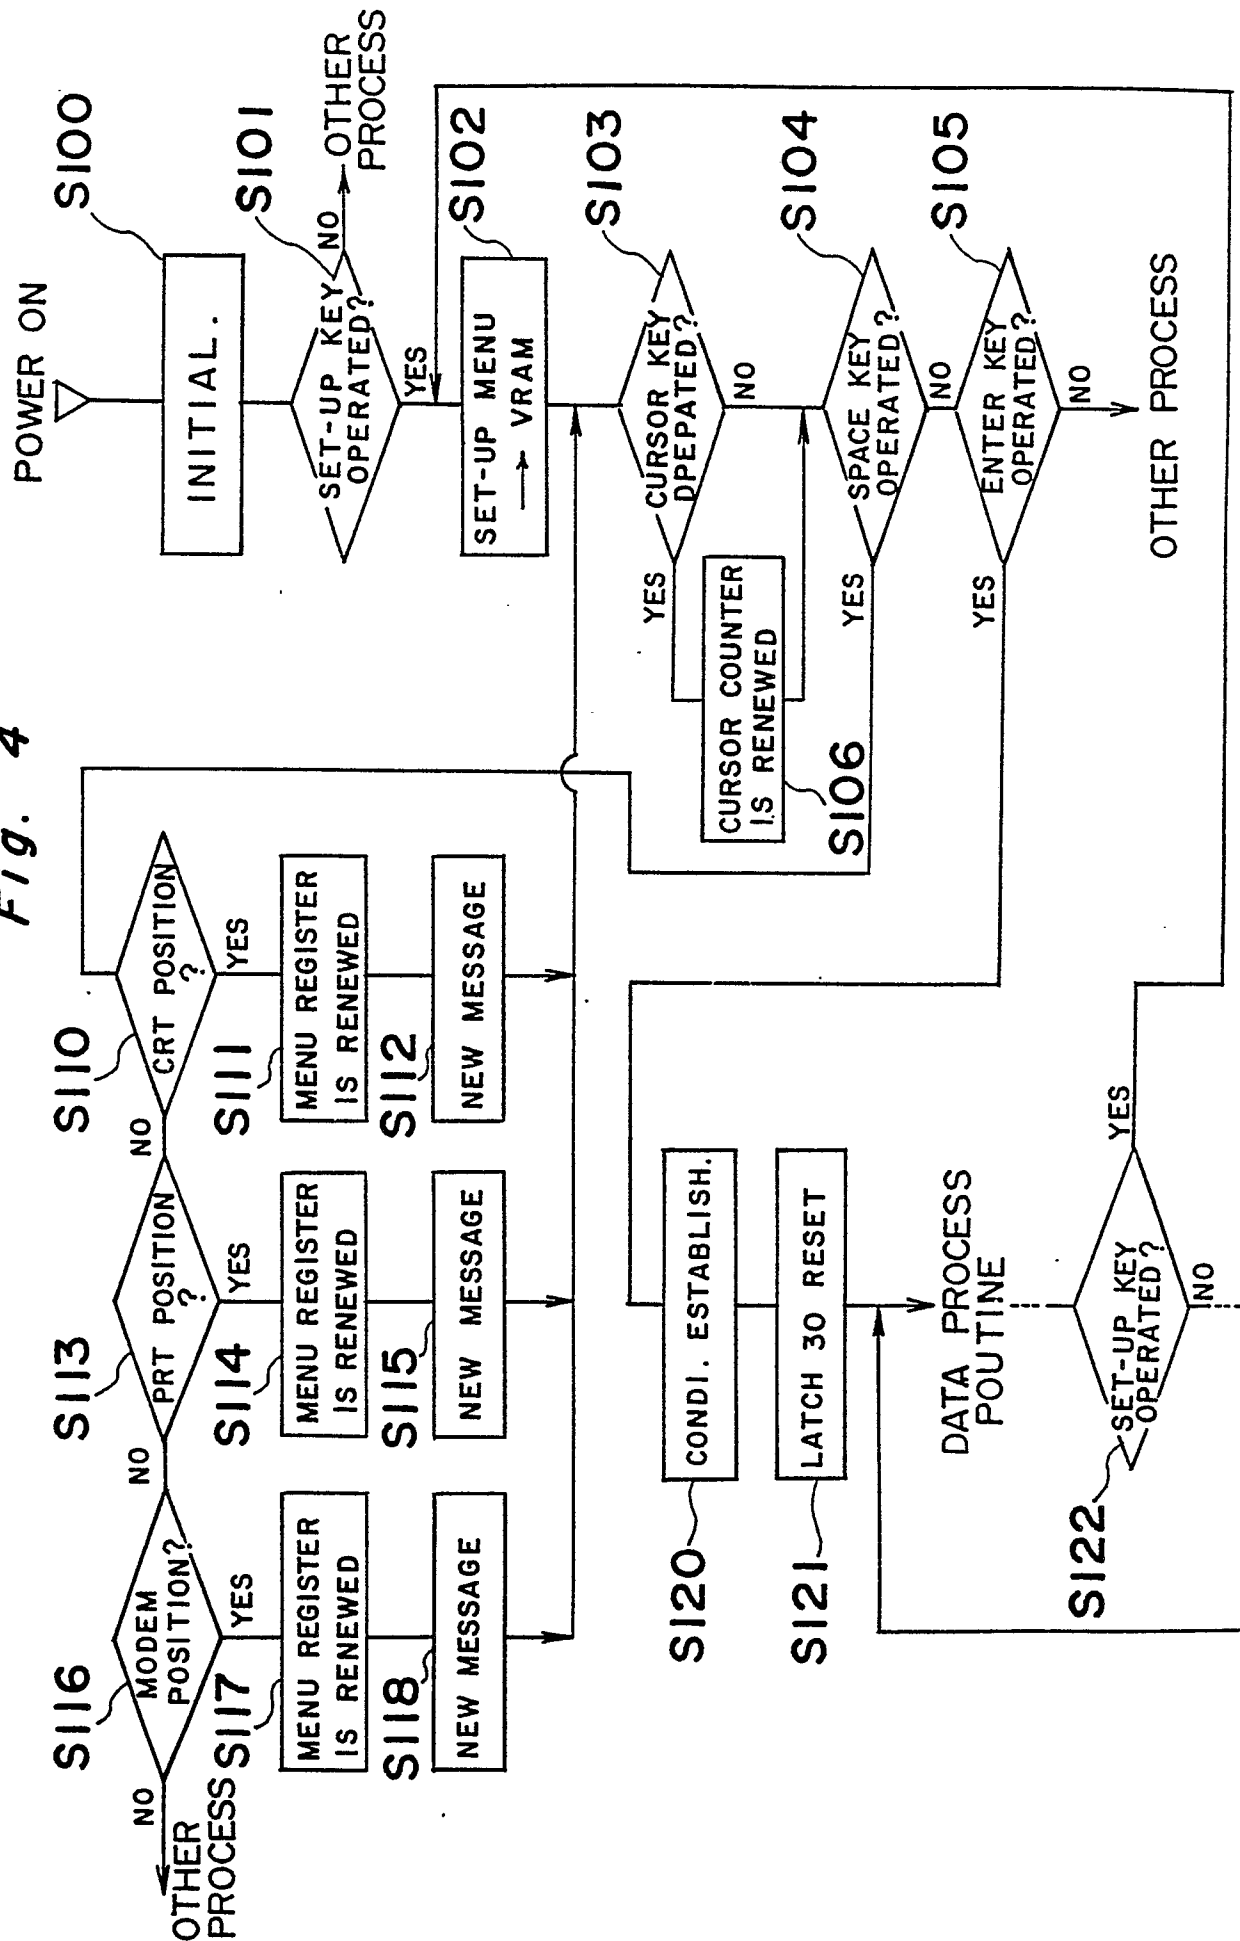 Fig. 4
POWER ON
INITIAL.
S100
SET-UP KEY
OPERATED?
S101
NO
OTHER
PROCESS
YES
SET-UP MENU
→ VRAM
S102
CURSOR KEY
DPEPATED?
S103
YES
NO
CURSOR COUNTER
I.S RENEWED
S106
SPACE KEY
OPERATED?
S104
YES
NO
ENTER KEY
OPERATED?
S105
YES
NO
OTHER PROCESS
S110
CRT POSITION
?
NO
YES
S111
MENU REGISTER
IS RENEWED
S112
NEW MESSAGE
S113
PRT POSITION
?
NO
YES
S114
MENU REGISTER
IS RENEWED
S115
NEW MESSAGE
S116
MODEM
POSITION?
NO
OTHER
PROCESS
YES
S117
MENU REGISTER
IS RENEWED
S118
NEW MESSAGE
CONDI. ESTABLISH.
S120
LATCH 30 RESET
S121
DATA PROCESS
POUTINE
SET-UP KEY
OPERATED?
S122
YES
NO